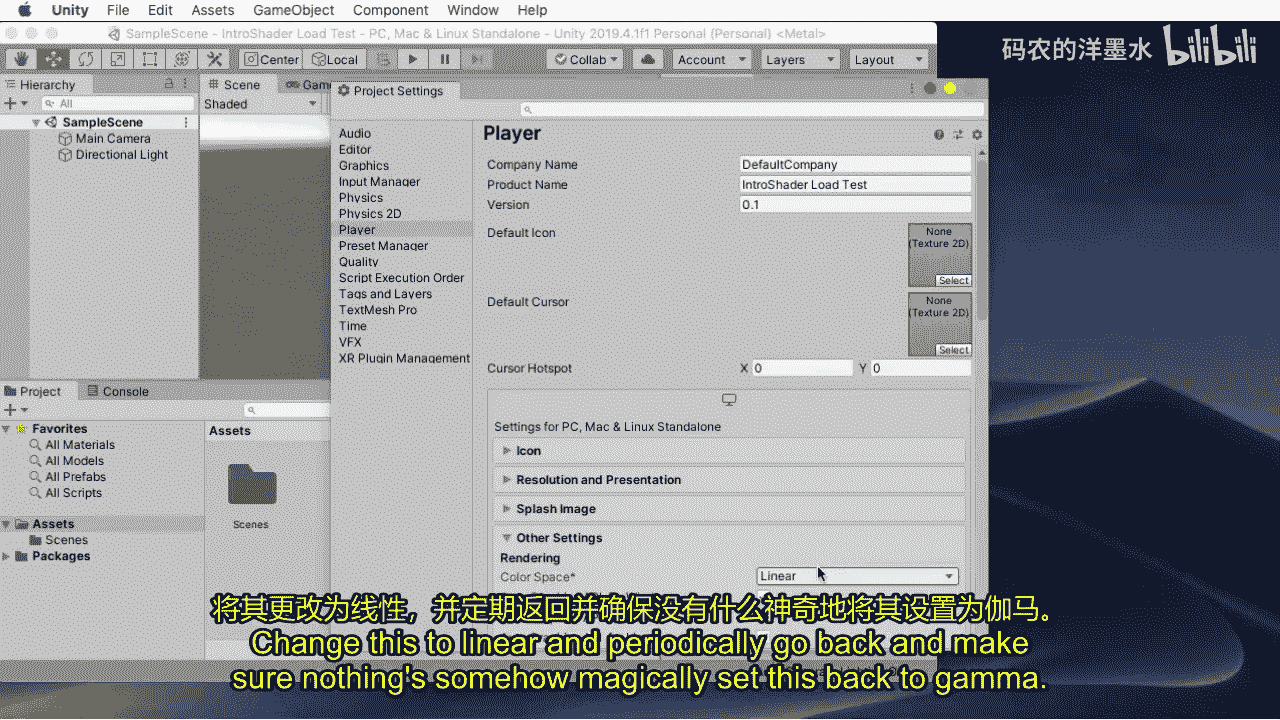 Unity File Edit Assets GameObject Component Window Help
SampleScene - IntroShader Load Test - PC, Mac & Linux Standalone - Unity 2019.4.1f1 Personal (Personal) <Metal>
码农的洋墨水 bilibili
Center Local Collab Account Layers Layout
Hierarchy Scene Gam
All Shaded
SampleScene
Main Camera
Directional Light
Project Settings
Audio
Editor
Graphics
Input Manager
Physics
Physics 2D
Player
Preset Manager
Quality
Script Execution Order
Tags and Layers
TextMesh Pro
Time
VFX
XR Plugin Management
Player
Company Name DefaultCompany
Product Name IntroShader Load Test
Version 0.1
Default Icon
None
(Texture 2D)
Select
Default Cursor
None
(Texture 2D)
Select
Cursor Hotspot X 0 Y 0
Settings for PC, Mac & Linux Standalone
Icon
Resolution and Presentation
Splash Image
Other Settings
Rendering
Color Space* Linear
Project Console
Favorites
All Materials
All Models
All Prefabs
All Scripts
Assets
Scenes
Packages
Assets
Scenes
将其更改为线性，并定期返回并确保没有什么神奇地将其设置为伽马。
Change this to linear and periodically go back and make
sure nothing's somehow magically set this back to gamma.